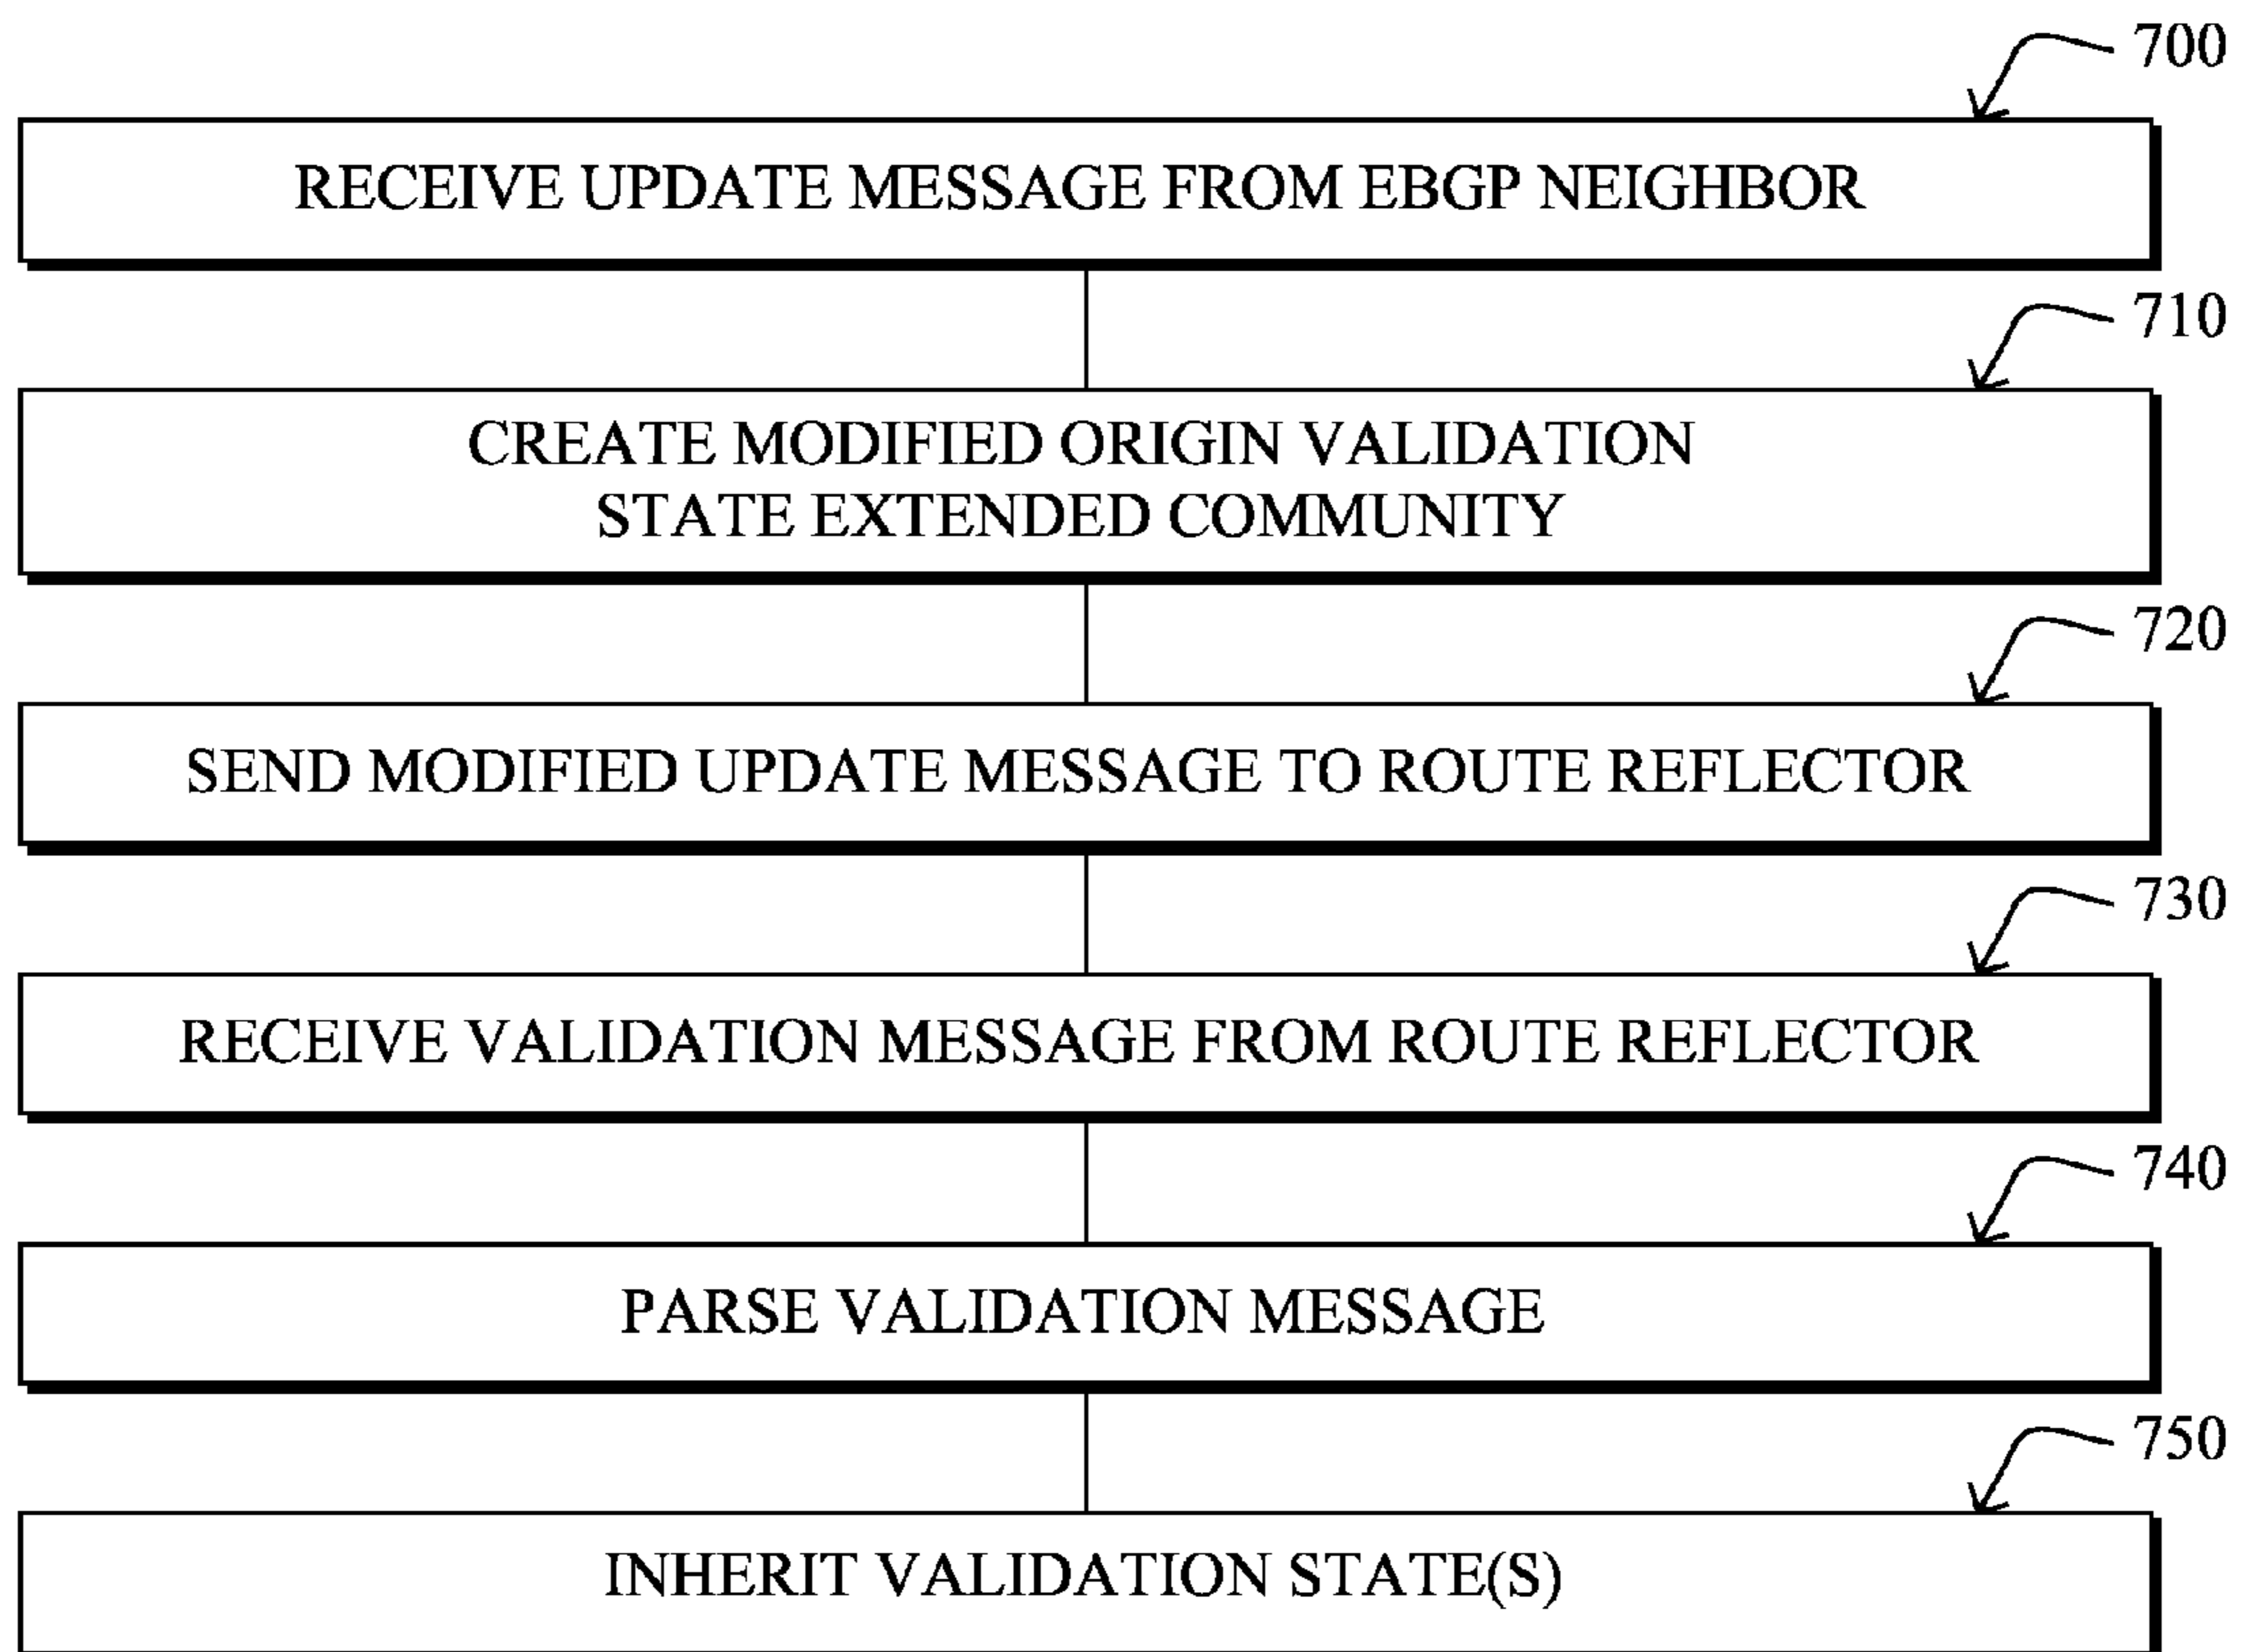 700
RECEIVE UPDATE MESSAGE FROM EBGP NEIGHBOR
710
CREATE MODIFIED ORIGIN VALIDATION
STATE EXTENDED COMMUNITY
720
SEND MODIFIED UPDATE MESSAGE TO ROUTE REFLECTOR
730
RECEIVE VALIDATION MESSAGE FROM ROUTE REFLECTOR
740
PARSE VALIDATION MESSAGE
750
INHERIT VALIDATION STATE(S)